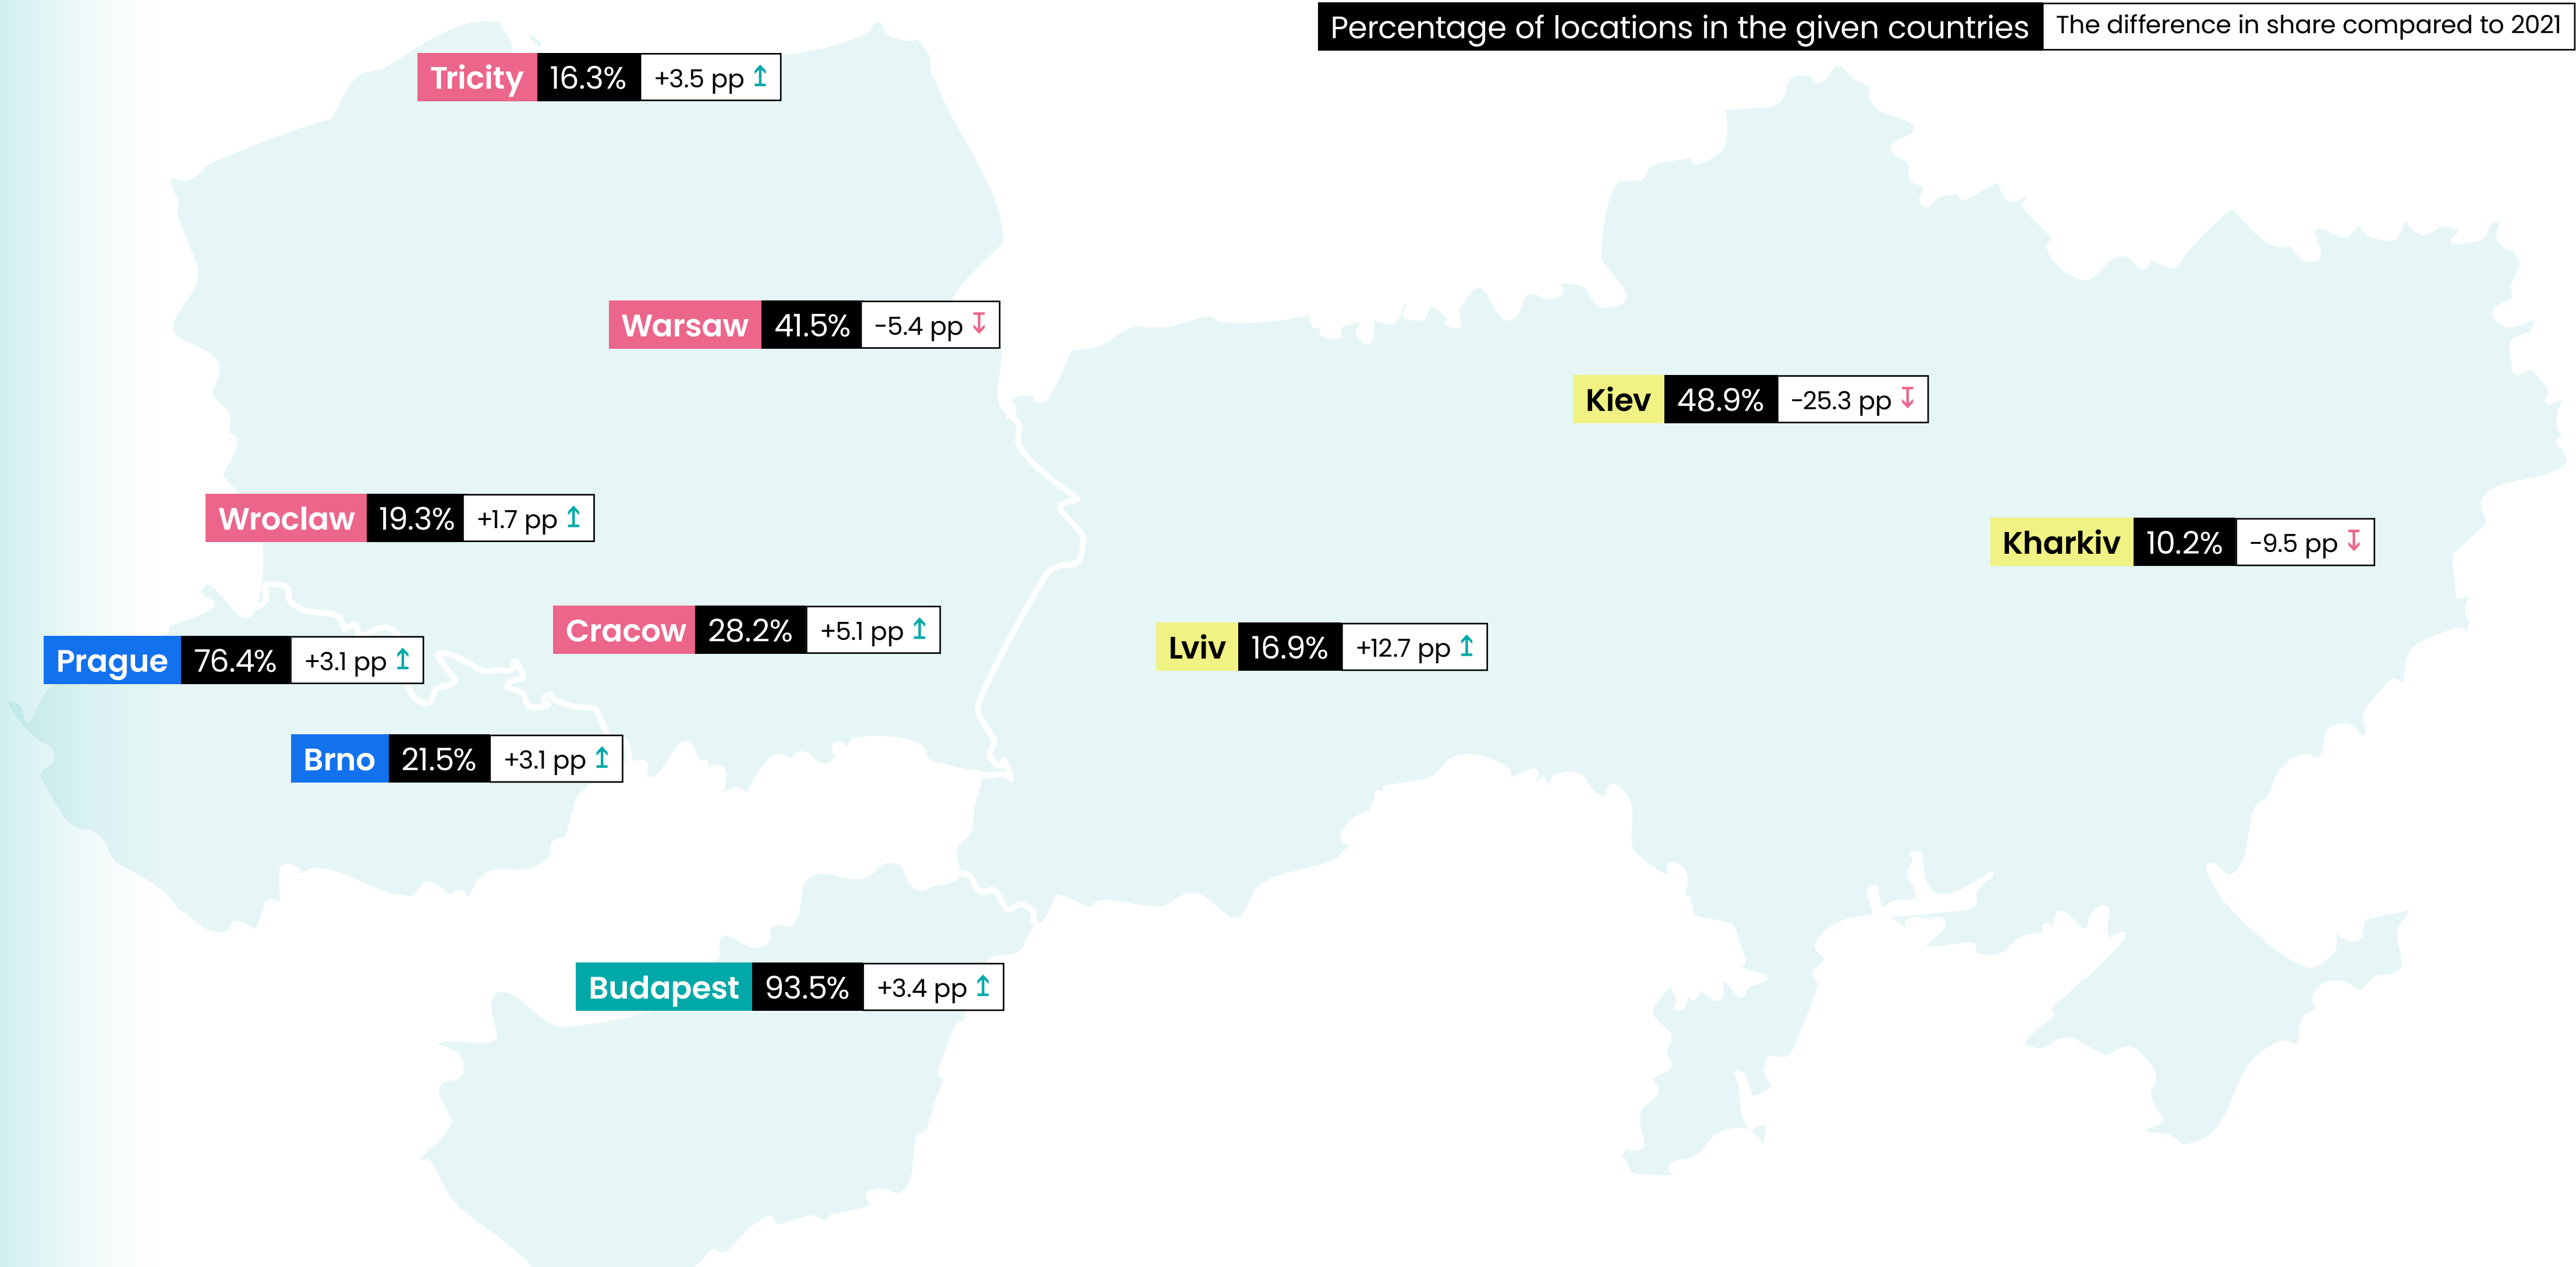 Percentage of locations in the given countries The difference in share compared to 2021
Tricity 16.3% +3.5 pp ↥
Warsaw 41.5% -5.4 pp ↧
Kiev 48.9% -25.3 pp ↧
Wroclaw 19.3% +1.7 pp ↥
Kharkiv 10.2% -9.5 pp ↧
Cracow 28.2% +5.1 pp ↥
Lviv 16.9% +12.7 pp ↥
Prague 76.4% +3.1 pp ↥
Brno 21.5% +3.1 pp ↥
Budapest 93.5% +3.4 pp ↥